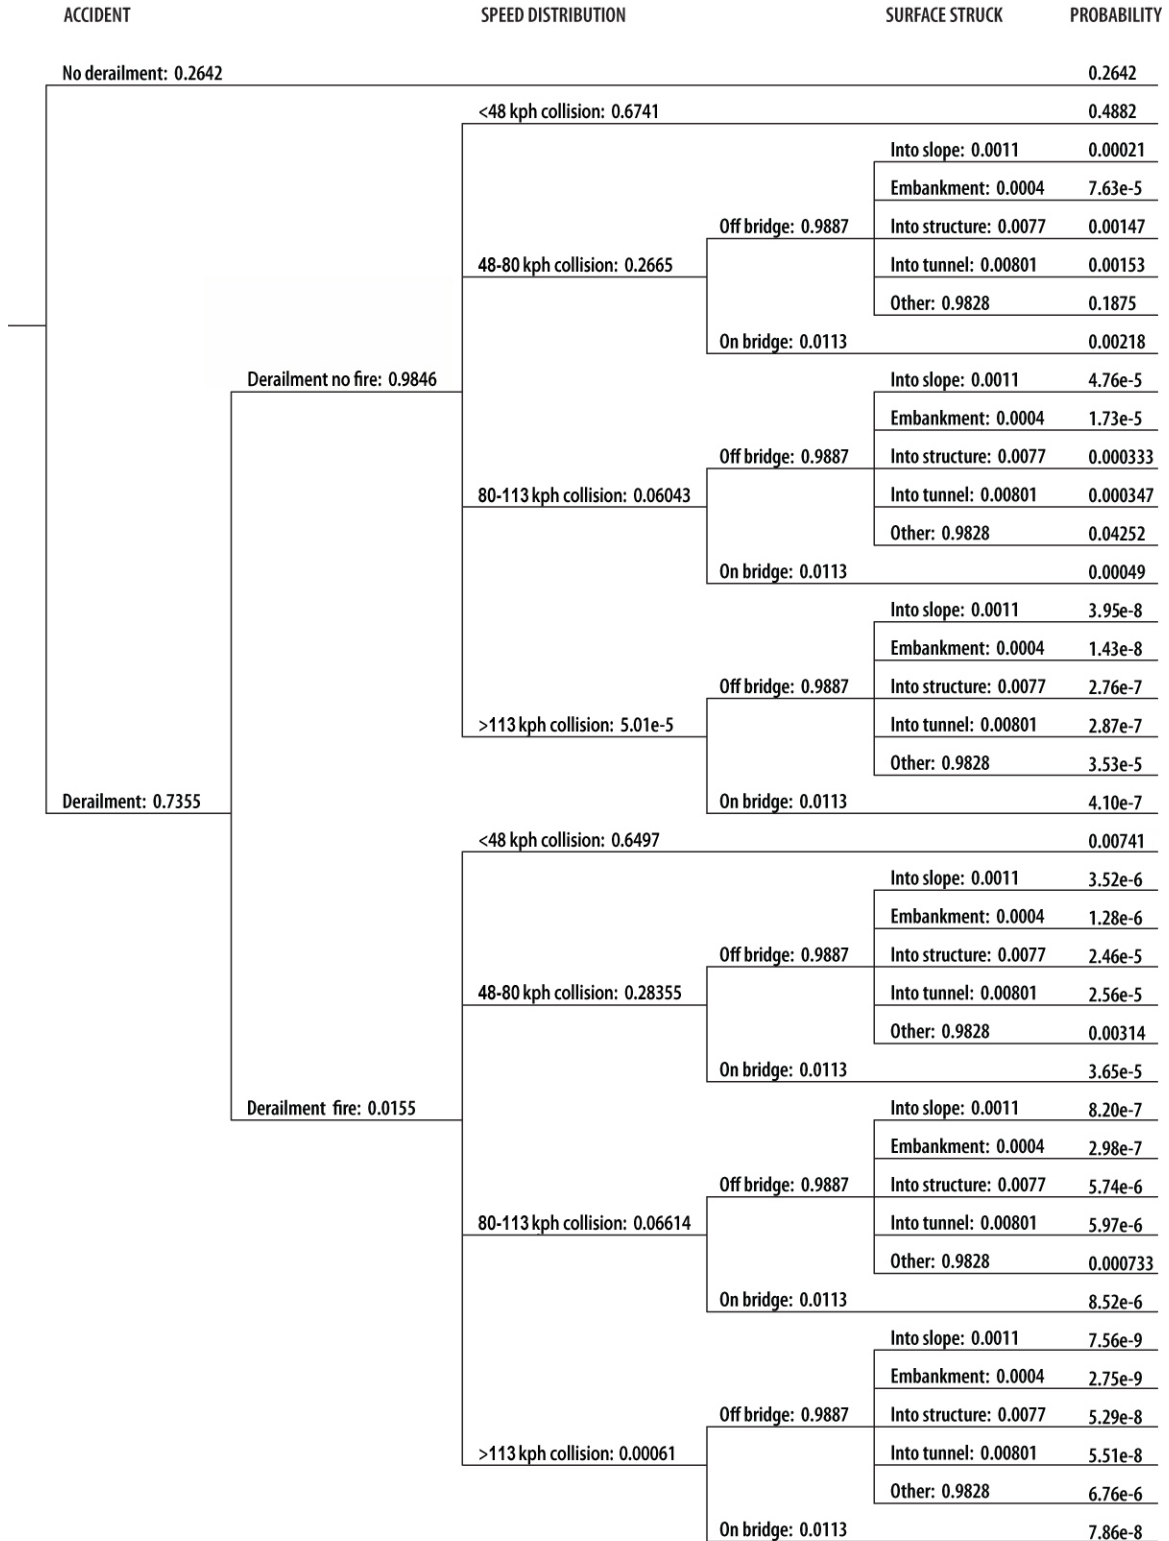 ACCIDENT SPEED DISTRIBUTION SURFACE STRUCK PROBABILITY
No derailment: 0.2642 0.2642
<48 kph collision: 0.6741 0.4882
Into slope: 0.0011 0.00021
Embankment: 0.0004 7.63e-5
Off bridge: 0.9887 Into structure: 0.0077 0.00147
48-80 kph collision: 0.2665 Into tunnel: 0.00801 0.00153
Other: 0.9828 0.1875
On bridge: 0.0113 0.00218
Derailment no fire: 0.9846 Into slope: 0.0011 4.76e-5
Embankment: 0.0004 1.73e-5
Off bridge: 0.9887 Into structure: 0.0077 0.000333
80-113 kph collision: 0.06043 Into tunnel: 0.00801 0.000347
Other: 0.9828 0.04252
On bridge: 0.0113 0.00049
Into slope: 0.0011 3.95e-8
Embankment: 0.0004 1.43e-8
Off bridge: 0.9887 Into structure: 0.0077 2.76e-7
>113 kph collision: 5.01e-5 Into tunnel: 0.00801 2.87e-7
Other: 0.9828 3.53e-5
Derailment: 0.7355 On bridge: 0.0113 4.10e-7
<48 kph collision: 0.6497 0.00741
Into slope: 0.0011 3.52e-6
Embankment: 0.0004 1.28e-6
Off bridge: 0.9887 Into structure: 0.0077 2.46e-5
48-80 kph collision: 0.28355 Into tunnel: 0.00801 2.56e-5
Other: 0.9828 0.00314
On bridge: 0.0113 3.65e-5
Derailment fire: 0.0155 Into slope: 0.0011 8.20e-7
Embankment: 0.0004 2.98e-7
Off bridge: 0.9887 Into structure: 0.0077 5.74e-6
80-113 kph collision: 0.06614 Into tunnel: 0.00801 5.97e-6
Other: 0.9828 0.000733
On bridge: 0.0113 8.52e-6
Into slope: 0.0011 7.56e-9
Embankment: 0.0004 2.75e-9
Off bridge: 0.9887 Into structure: 0.0077 5.29e-8
>113 kph collision: 0.00061 Into tunnel: 0.00801 5.51e-8
Other: 0.9828 6.76e-6
On bridge: 0.0113 7.86e-8